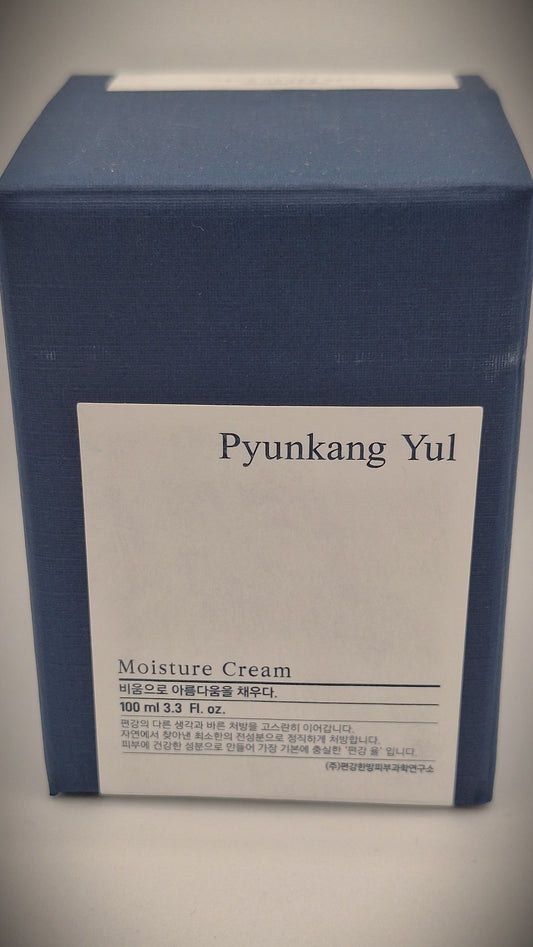 Pyunkang Yul
Moisture Cream
비움으로 아름다움을 채우다.
100 ml 3.3 Fl. oz.
편강의 다른 생각과 바른 처방을 고스란히 이어갑니다.
자연에서 찾아낸 최소한의 전성분으로 정직하게 처방합니다.
피부에 건강한 성분으로 만들어 가장 기본에 충실한 '편강 율' 입니다.
(주)편강한방피부과학연구소